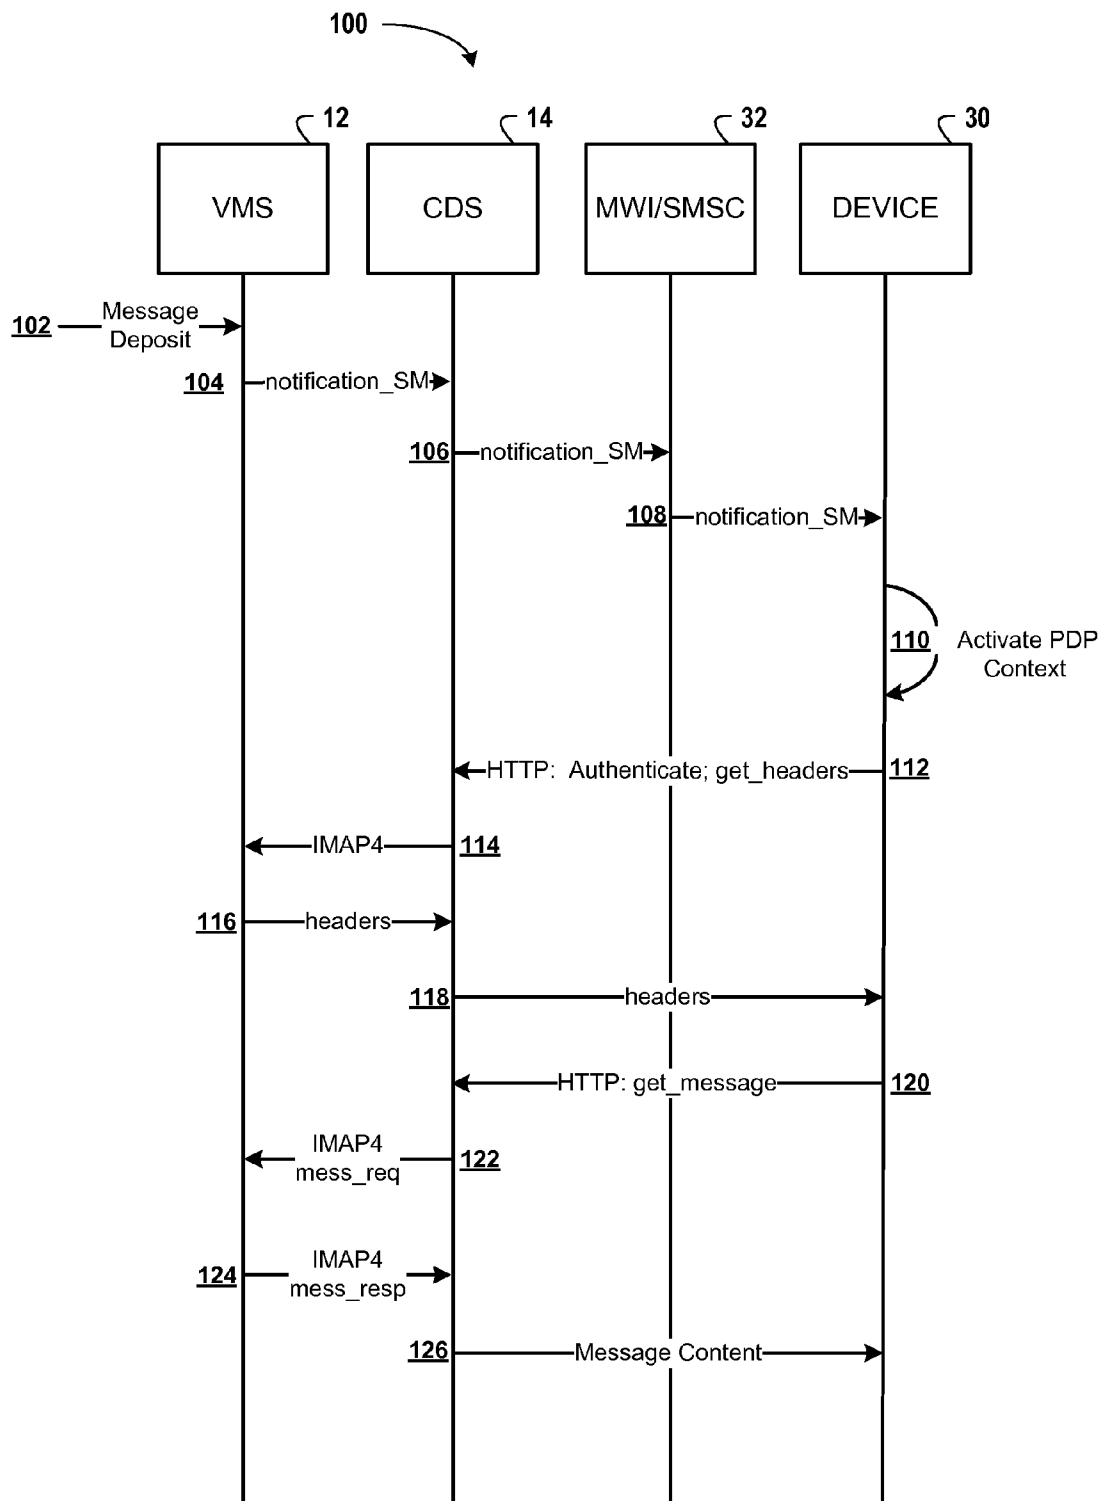 100
12
14
32
30
VMS
CDS
MWI/SMSC
DEVICE
102
Message
Deposit
104
notification_SM
106
notification_SM
108
notification_SM
110
Activate PDP
Context
HTTP: Authenticate; get_headers
112
IMAP4
114
116
headers
118
headers
HTTP: get_message
120
IMAP4
mess_req
122
124
IMAP4
mess_resp
126
Message Content